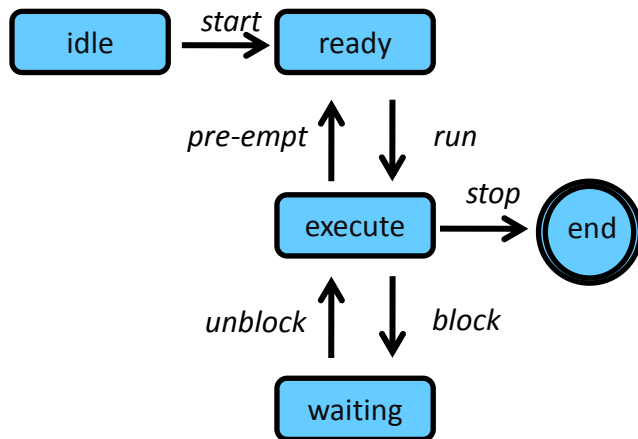 start
idle
ready
pre-empt
run
stop
execute
end
unblock
block
waiting